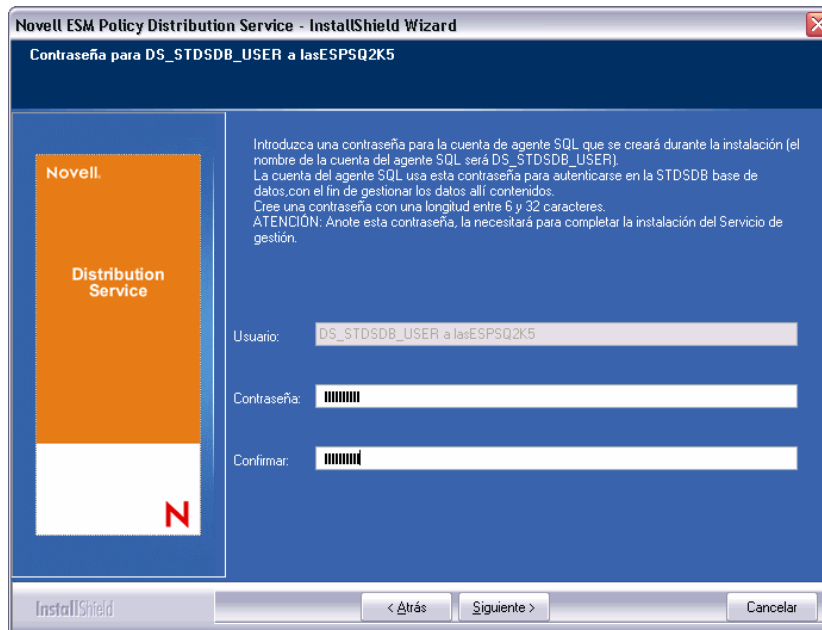 Novell ESM Policy Distribution Service - InstallShield Wizard
Contraseña para DS_STDSDB_USER a lasESPSQ2K5
Introduzca una contraseña para la cuenta de agente SQL que se creará durante la instalación (el
nombre de la cuenta del agente SQL será DS_STDSDB_USER).
La cuenta del agente SQL usa esta contraseña para autenticarse en la STDSDB base de
datos,con el fin de gestionar los datos allí contenidos.
Cree una contraseña con una longitud entre 6 y 32 caracteres.
ATENCIÓN: Anote esta contraseña, la necesitará para completar la instalación del Servicio de
gestión.
Novell.
Distribution
Service
N
Usuario: DS_STDSDB_USER a lasESPSQ2K5
Contraseña:
Confirmar:
InstallShield
< Atrás Siguiente > Cancelar